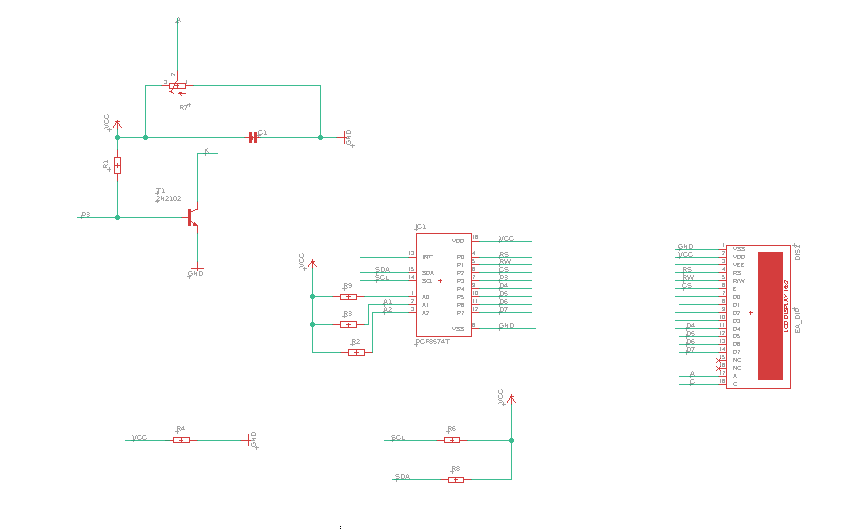 A
3 2 1
R7
VCC
C1
GND
R1
K
T1
2N2102
P3
GND
IC1
VCC
VDD 16 VCC
13 INT P0 4 RS
P1 5 RW
SDA 15 SDA P2 6 CS
SCL 14 SCL P3 7 P3
P4 9 D4
R9 1 A0 P5 10 D5
A1 2 A1 P6 11 D6
R3 A2 3 A2 P7 12 D7
VSS 8 GND
R2
PCF8574T
GND 1 VSS DIS1
VCC 2 VDD
3 VEE
RS 4 RS
RW 5 R/W
CS 6 E
7 D0
8 D1
9 D2
10 D3
D4 11 D4
D5 12 D5
D6 13 D6
D7 14 D7
15 NC
16 NC
A 17 A
C 18 C
LCD DISPLAY 16x2
VCC
VCC R4 GND
SCL R6
SDA R8